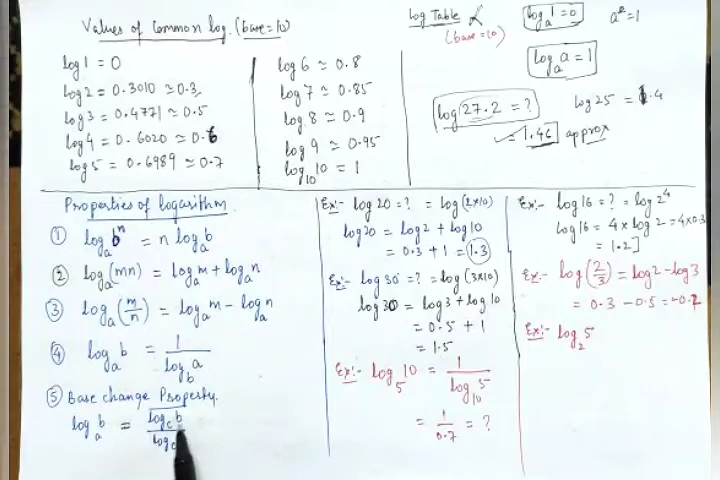 Values of Common log. (base=10)
log 1 = 0
log 2 = 0.3010 ≃ 0.3
log 3 = 0.4771 ≃ 0.5
log 4 = 0.6020 ≃ 0.6
log 5 = 0.6989 ≃ 0.7
log 6 ≃ 0.8
log 7 ≃ 0.85
log 8 ≃ 0.9
log 9 ≃ 0.95
log₁₀ 10 = 1
Log Table
(base=10)
logₐ 1 = 0
a⁰ = 1
logₐ a = 1
log 27.2 = ?
= 1.46 approx
log 25 = 1.4
Properties of logarithm
① logₐ bⁿ = n logₐ b
② logₐ(mn) = logₐ m + logₐ n
③ logₐ(m/n) = logₐ m − logₐ n
④ logₐ b = 1/log_b a
⑤ Base change Property.
logₐ b = log_c b / log_c
Ex:- log 20 = ? = log(2×10)
log 20 = log 2 + log 10
= 0.3 + 1 = 1.3
Ex:- log 30 = ? = log(3×10)
log 30 = log 3 + log 10
= 0.5 + 1
= 1.5
Ex:- log₅ 10 = 1/log₁₀ 5
= 1/0.7 = ?
Ex:- log 16 = ? = log 2⁴
log 16 = 4 × log 2 = 4×0.3
= 1.2]
Ex:- log(2/3) = log 2 − log 3
= 0.3 − 0.5 = −0.2
Ex:- log₂ 5